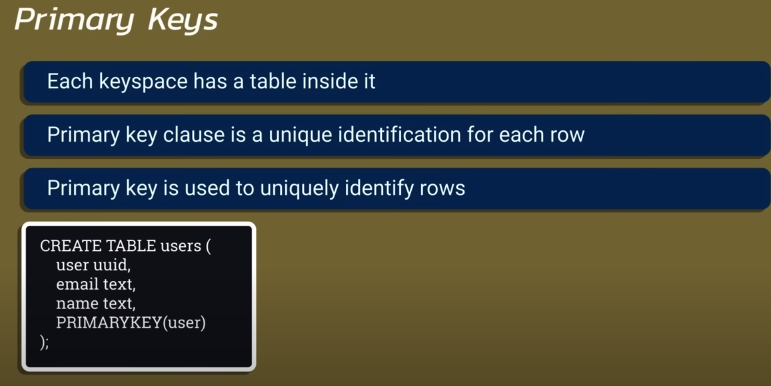 Primary Keys
Each keyspace has a table inside it
Primary key clause is a unique identification for each row
Primary key is used to uniquely identify rows
CREATE TABLE users (
user uuid,
email text,
name text,
PRIMARYKEY(user)
);